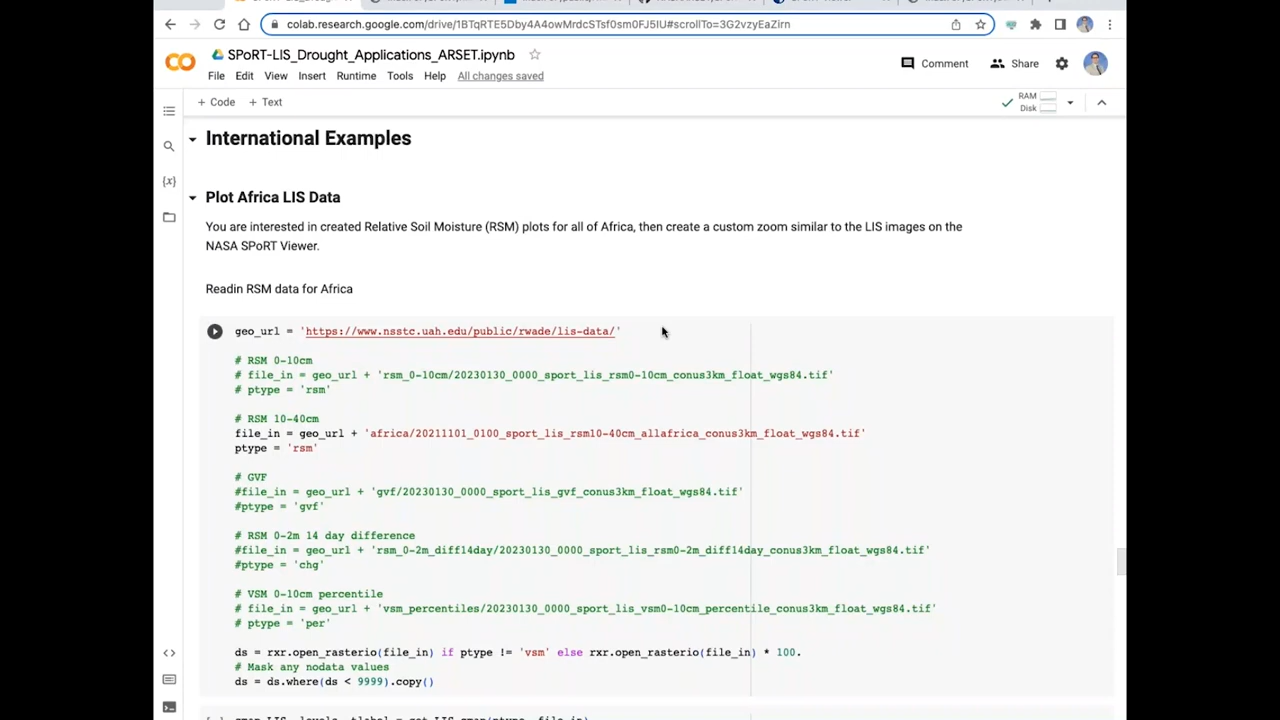 colab.research.google.com/drive/1BTqRTE5Dby4A4owMrdcSTsf0sm0FJ5IU#scrollTo=3G2vzyEaZirn
SPoRT-LIS_Drought_Applications_ARSET.ipynb
File Edit View Insert Runtime Tools Help All changes saved
Comment
Share
+ Code + Text
RAM
Disk
International Examples
Plot Africa LIS Data
You are interested in created Relative Soil Moisture (RSM) plots for all of Africa, then create a custom zoom similar to the LIS images on the
NASA SPoRT Viewer.
Readin RSM data for Africa
geo_url = 'https://www.nsstc.uah.edu/public/rwade/lis-data/'
# RSM 0-10cm
# file_in = geo_url + 'rsm_0-10cm/20230130_0000_sport_lis_rsm0-10cm_conus3km_float_wgs84.tif'
# ptype = 'rsm'
# RSM 10-40cm
file_in = geo_url + 'africa/20211101_0100_sport_lis_rsm10-40cm_allafrica_conus3km_float_wgs84.tif'
ptype = 'rsm'
# GVF
#file_in = geo_url + 'gvf/20230130_0000_sport_lis_gvf_conus3km_float_wgs84.tif'
#ptype = 'gvf'
# RSM 0-2m 14 day difference
#file_in = geo_url + 'rsm_0-2m_diff14day/20230130_0000_sport_lis_rsm0-2m_diff14day_conus3km_float_wgs84.tif'
#ptype = 'chg'
# VSM 0-10cm percentile
# file_in = geo_url + 'vsm_percentiles/20230130_0000_sport_lis_vsm0-10cm_percentile_conus3km_float_wgs84.tif'
# ptype = 'per'
ds = rxr.open_rasterio(file_in) if ptype != 'vsm' else rxr.open_rasterio(file_in) * 100.
# Mask any nodata values
ds = ds.where(ds < 9999).copy()